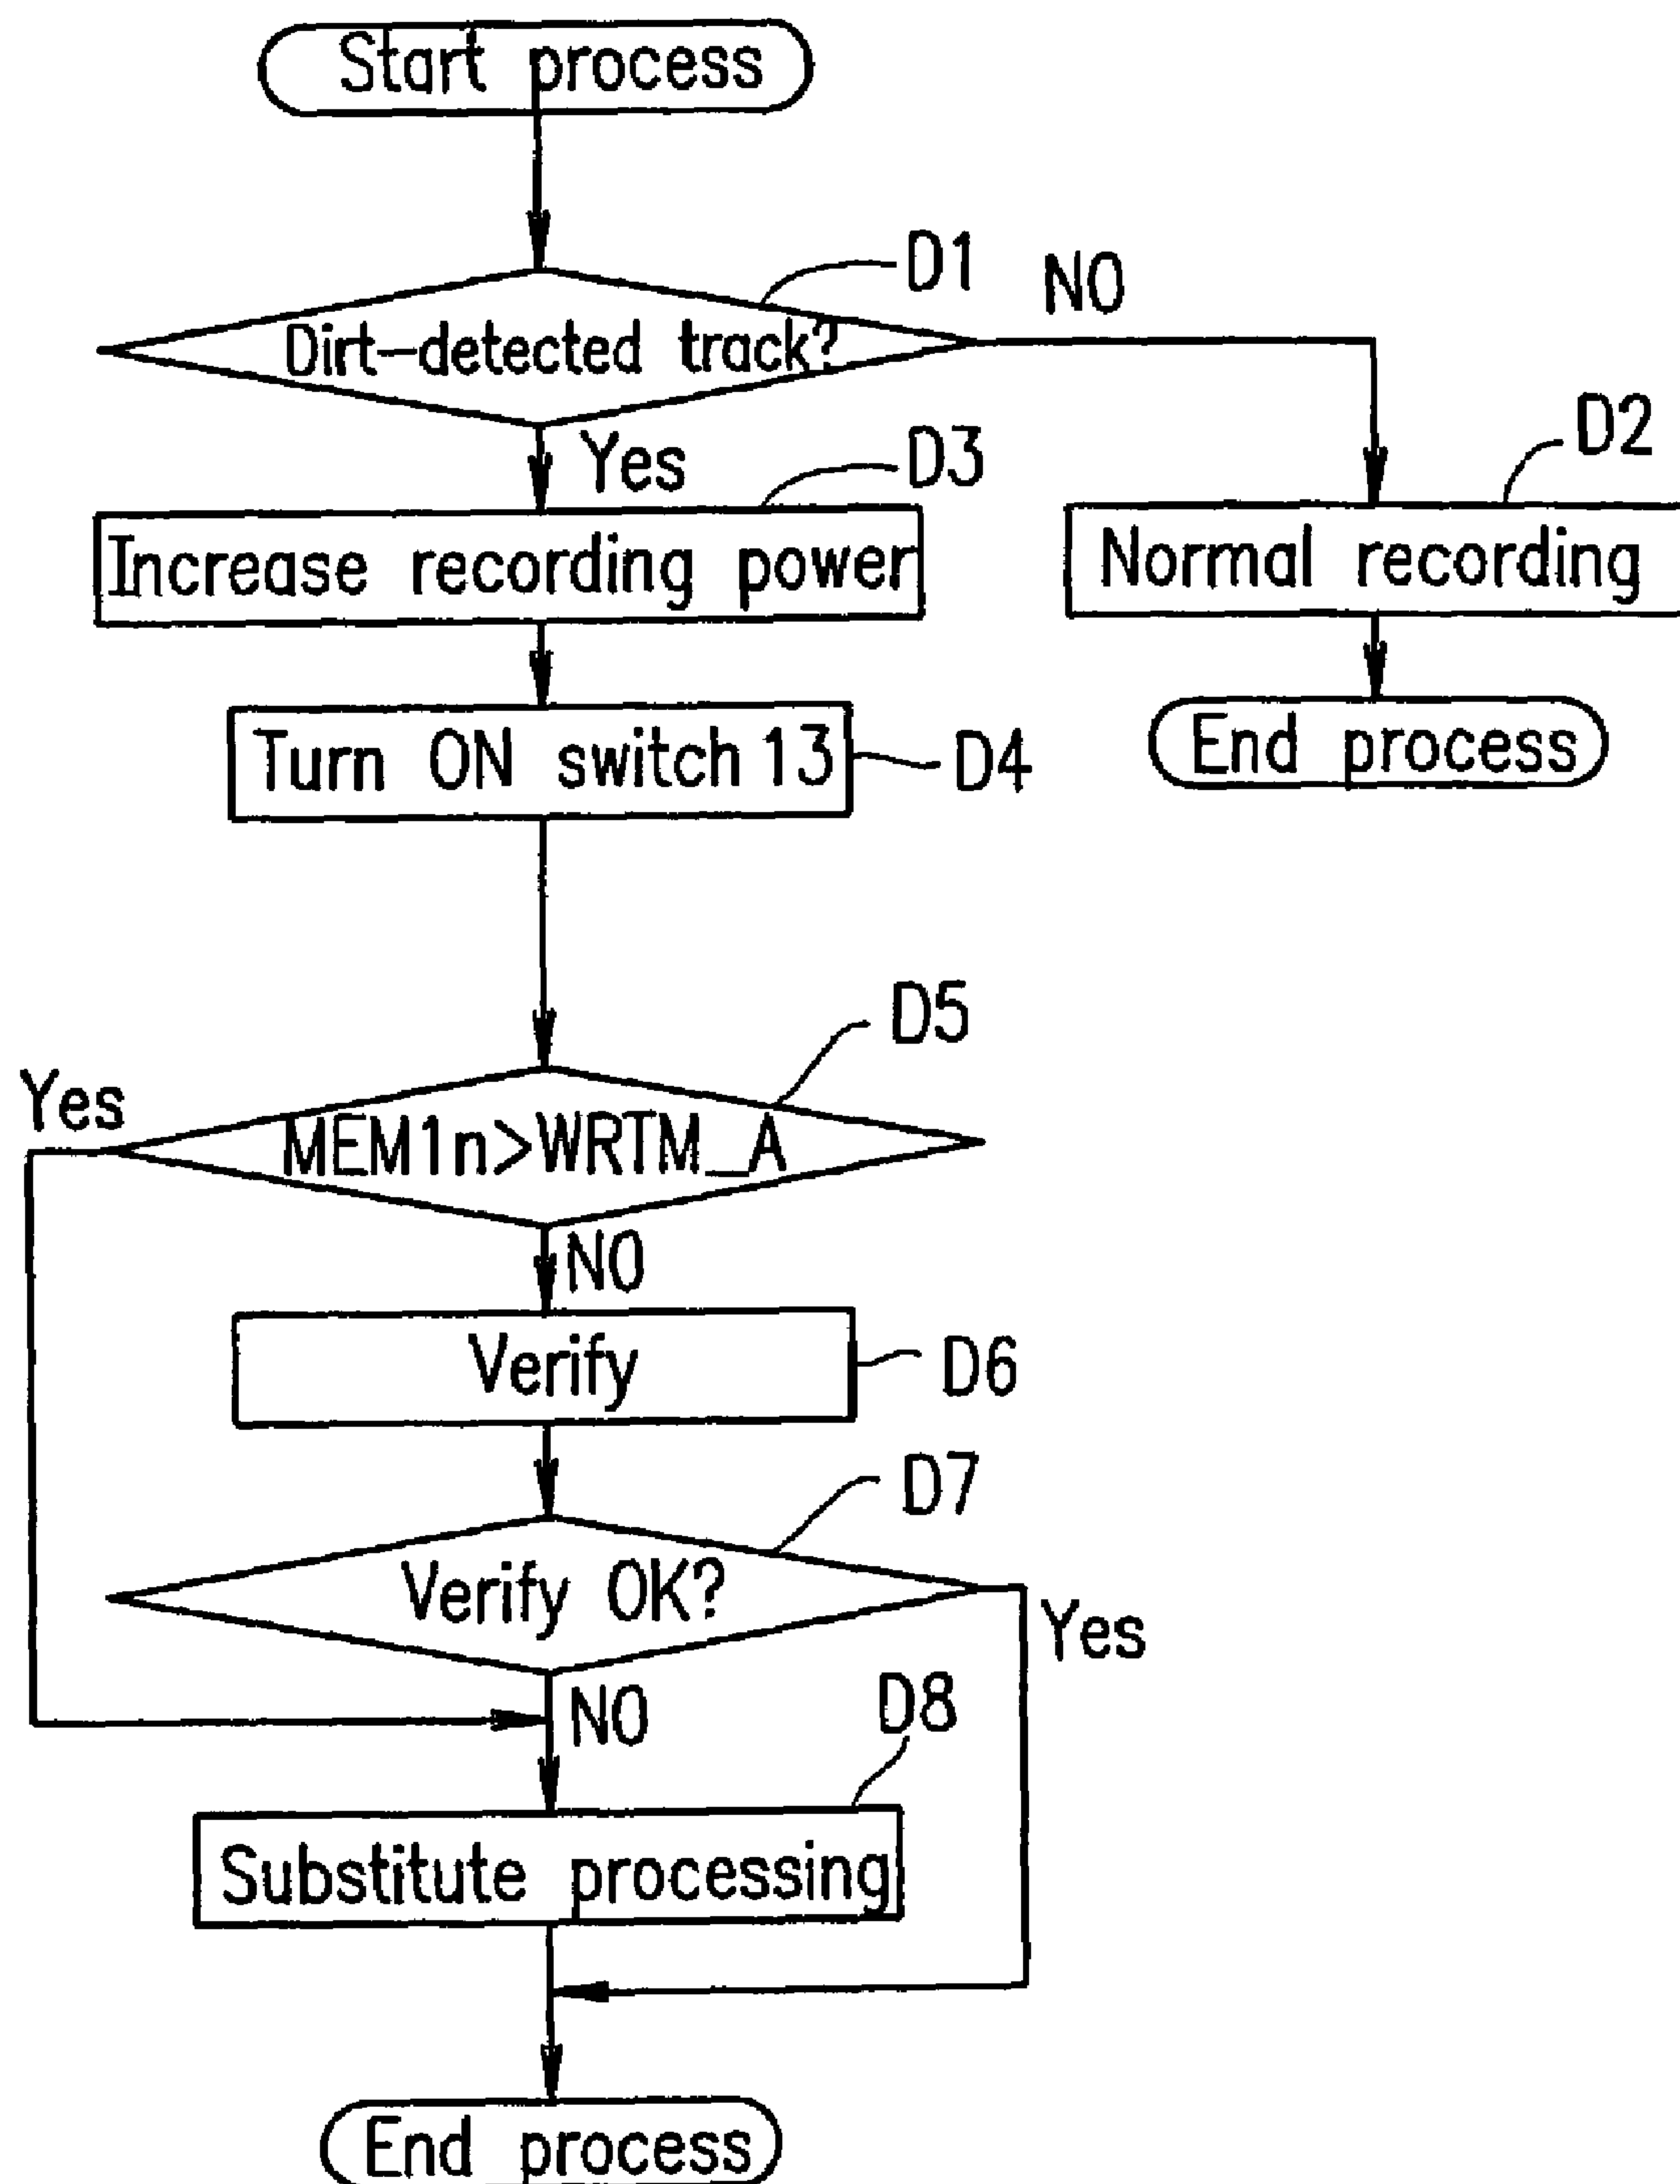 Start process
D1
NO
Dirt-detected track?
D2
Yes
D3
Increase recording power
Normal recording
Turn ON switch 13
D4
End process
D5
Yes
MEM1n>WRTM_A
NO
Verify
D6
D7
Verify OK?
Yes
NO
D8
Substitute processing
End process